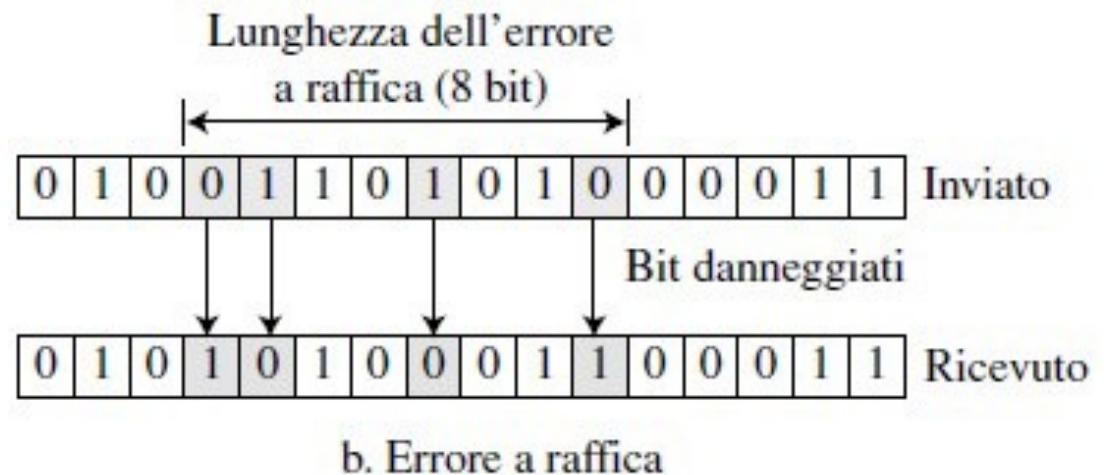 Lunghezza dell'errore
a raffica (8 bit)
0 1 0 0 1 1 0 1 0 1 0 0 0 0 1 1 Inviato
Bit danneggiati
0 1 0 1 0 1 0 0 0 1 1 0 0 0 1 1 Ricevuto
b. Errore a raffica